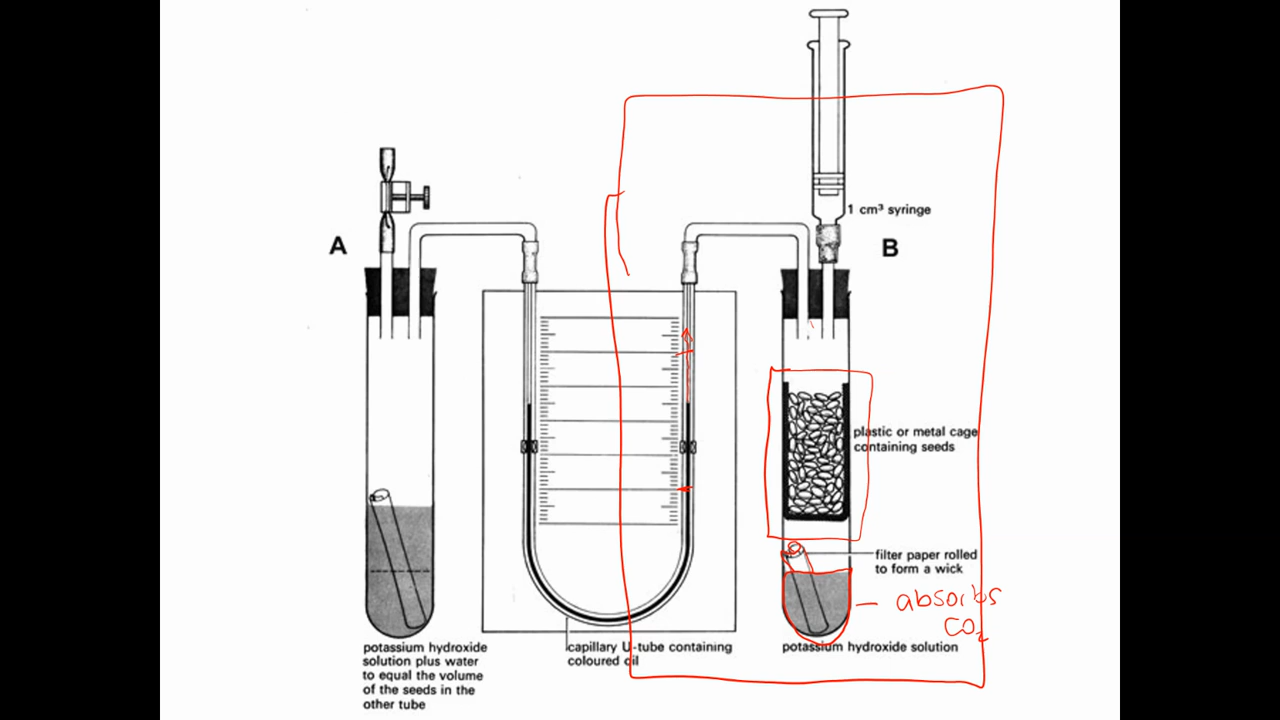 1 cm³ syringe
A
B
plastic or metal cage
containing seeds
filter paper rolled
to form a wick
absorbs
CO₂
potassium hydroxide
solution plus water
to equal the volume
of the seeds in the
other tube
capillary U-tube containing
coloured oil
potassium hydroxide solution